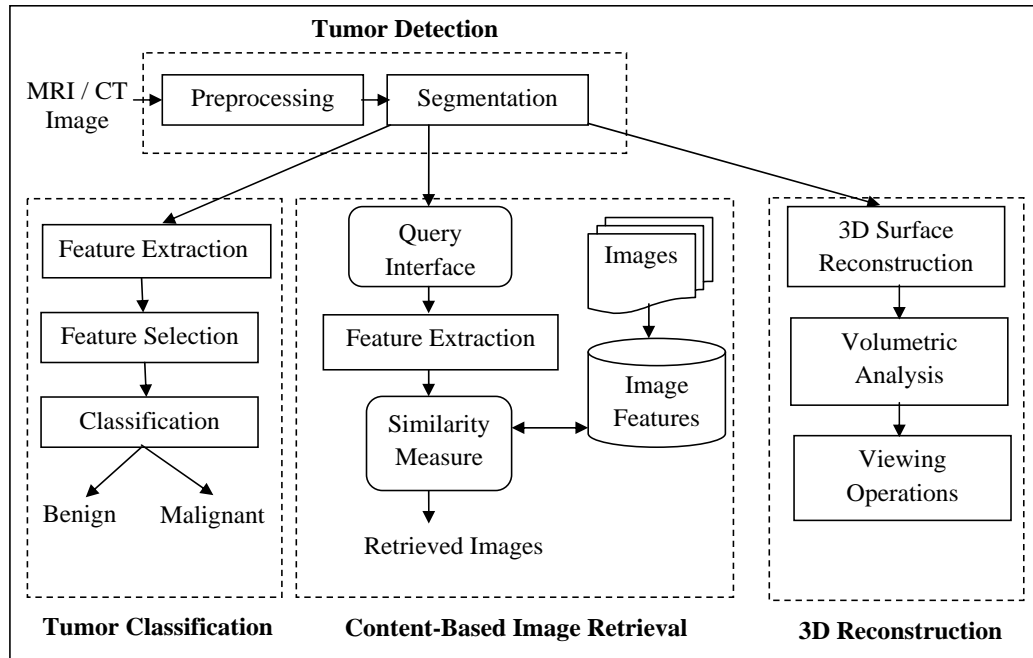 Tumor Detection
MRI / CT
Image
Preprocessing
Segmentation
Feature Extraction
Feature Selection
Classification
Benign
Malignant
Tumor Classification
Query
Interface
Feature Extraction
Similarity
Measure
Retrieved Images
Images
Image
Features
Content-Based Image Retrieval
3D Surface
Reconstruction
Volumetric
Analysis
Viewing
Operations
3D Reconstruction